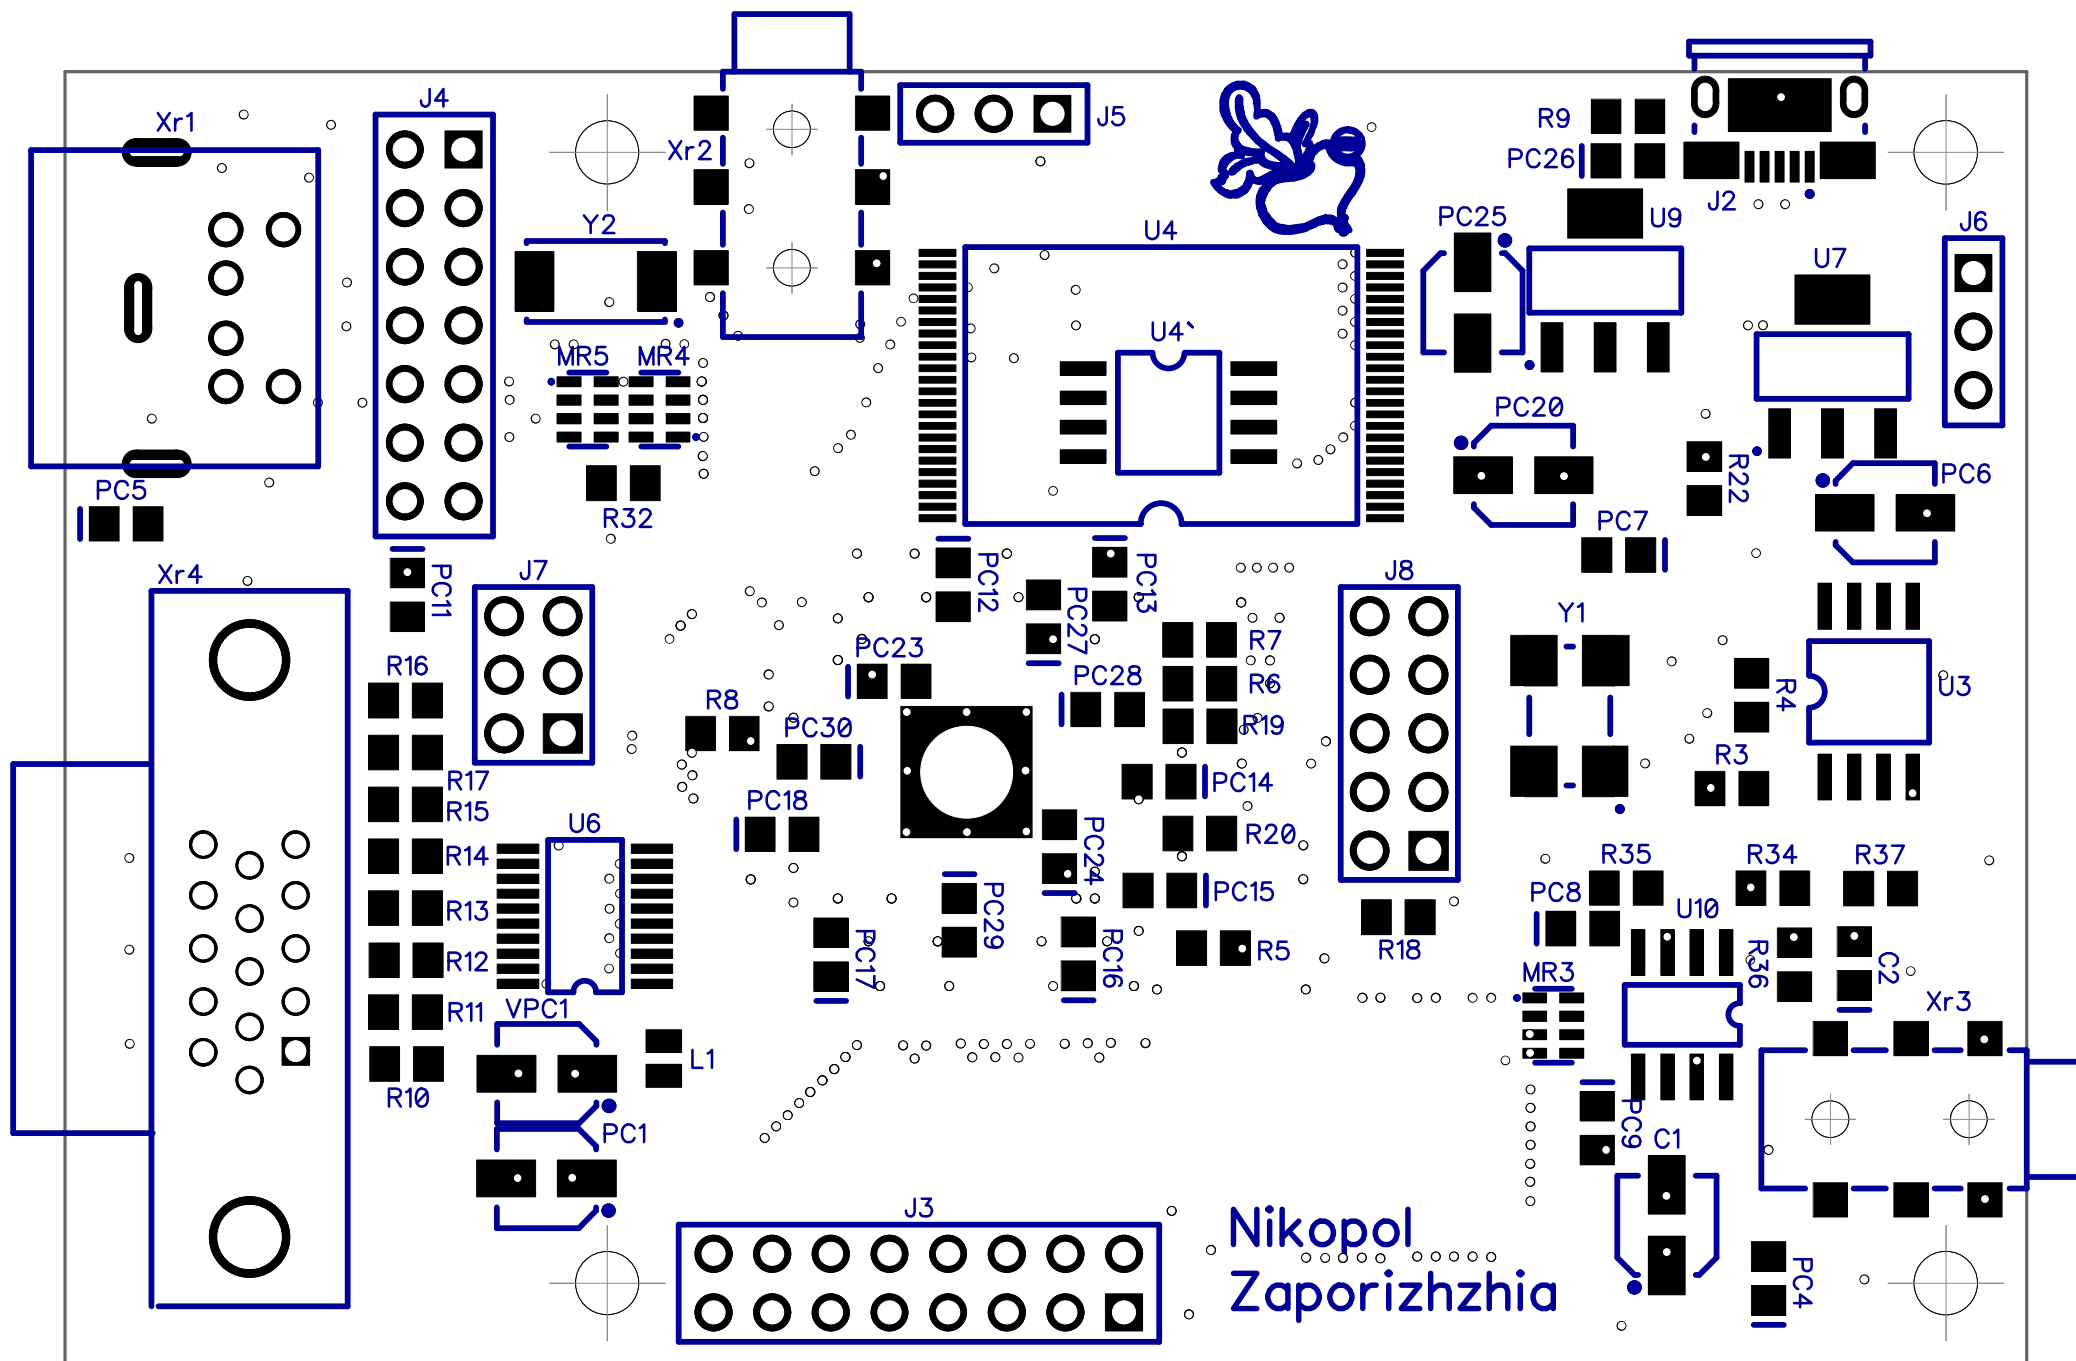 J4
Xr1
J5
R9
Xr2
PC26
J2
Y2
U4
PC25
U9
J6
U7
U4`
MR5
MR4
PC20
R22
PC6
PC5
R32
PC7
Xr4
PC11
J7
PC12
PC27
PC13
J8
Y1
R7
PC23
R16
PC28
R6
R4
U3
R8
PC30
R19
R17
R3
PC14
PC18
R15
U6
PC24
R20
R14
R35
R34
R37
PC15
PC8
R13
PC29
U10
PC17
PC16
R5
R18
R36
C2
R12
MR3
VPC1
R11
Xr3
L1
R10
PC1
PC9
C1
J3
Nikopol
PC4
Zaporizhzhia